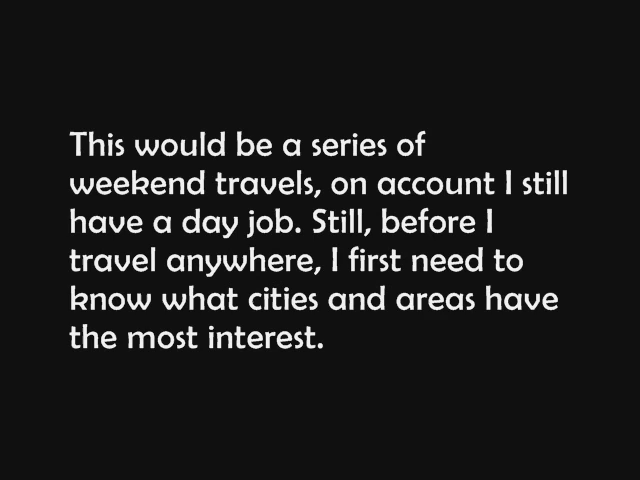 This would be a series of
weekend travels, on account I still
have a day job. Still, before I
travel anywhere, I first need to
know what cities and areas have
the most interest.